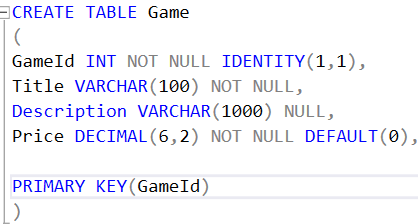 CREATE TABLE Game
(
GameId INT NOT NULL IDENTITY(1,1),
Title VARCHAR(100) NOT NULL,
Description VARCHAR(1000) NULL,
Price DECIMAL(6,2) NOT NULL DEFAULT(0),
PRIMARY KEY(GameId)
)